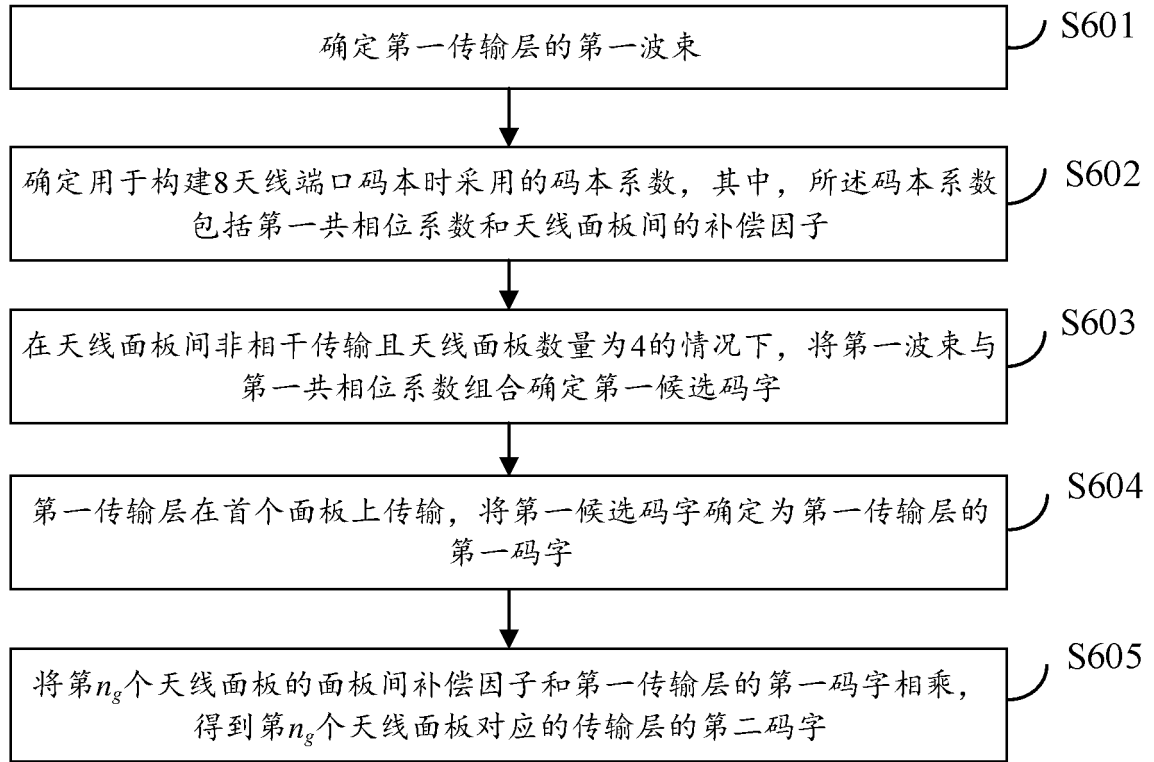 确定第一传输层的第一波束
S601
确定用于构建8天线端口码本时采用的码本系数，其中，所述码本系数
包括第一共相位系数和天线面板间的补偿因子
S602
在天线面板间非相干传输且天线面板数量为4的情况下，将第一波束与
第一共相位系数组合确定第一候选码字
S603
第一传输层在首个面板上传输，将第一候选码字确定为第一传输层的
第一码字
S604
将第n_g个天线面板的面板间补偿因子和第一传输层的第一码字相乘，
得到第n_g个天线面板对应的传输层的第二码字
S605